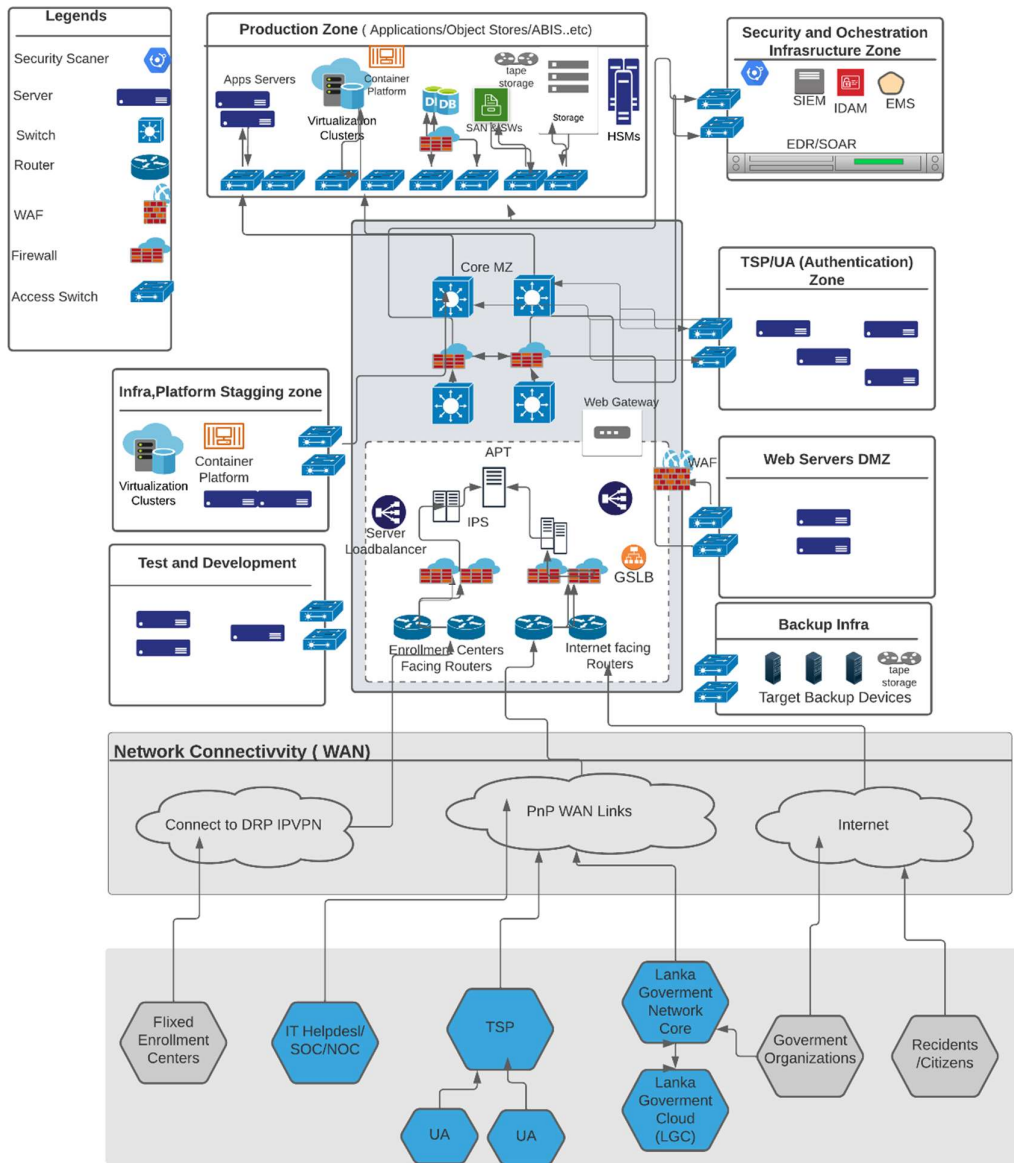 Legends
Security Scaner
Server
Switch
Router
WAF
Firewall
Access Switch
Production Zone ( Applications/Object Stores/ABIS..etc)
Apps Servers
Virtualization
Clusters
Container
Platform
DB
DB
SAN & SWs
tape
storage
Storage
HSMs
Security and Ochestration
Infrasructure Zone
SIEM
IDAM
EMS
EDR/SOAR
Core MZ
TSP/UA (Authentication)
Zone
Infra,Platform Stagging zone
Virtualization
Clusters
Container
Platform
Web Gateway
WAF
Web Servers DMZ
APT
IPS
Server
Loadbalancer
GSLB
Test and Development
Enrollment Centers
Facing Routers
Internet facing
Routers
Backup Infra
tape
storage
Target Backup Devices
Network Connectivvity ( WAN)
Connect to DRP IPVPN
PnP WAN Links
Internet
FIixed
Enrollment
Centers
IT Helpdesl/
SOC/NOC
TSP
UA
UA
Lanka
Goverment
Network
Core
Lanka
Goverment
Cloud
(LGC)
Goverment
Organizations
Recidents
/Citizens